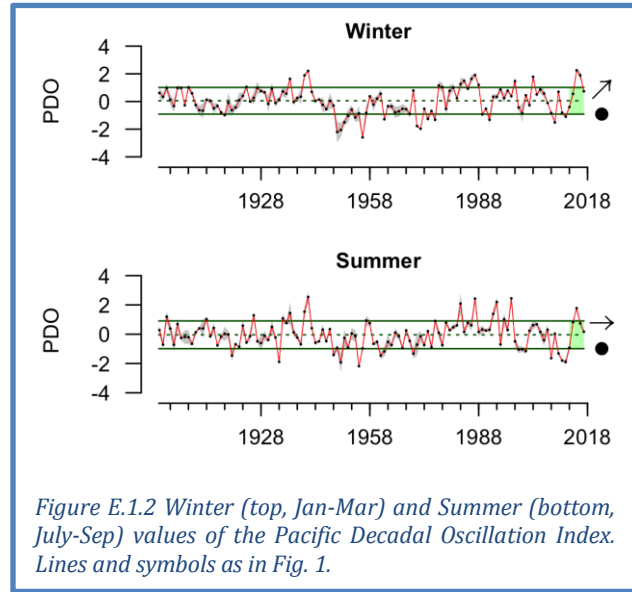 Winter
4
2
0
-2
-4
PDO
1928 1958 1988 2018
Summer
4
2
0
-2
-4
PDO
1928 1958 1988 2018
Figure E.1.2 Winter (top, Jan-Mar) and Summer (bottom,
July-Sep) values of the Pacific Decadal Oscillation Index.
Lines and symbols as in Fig. 1.